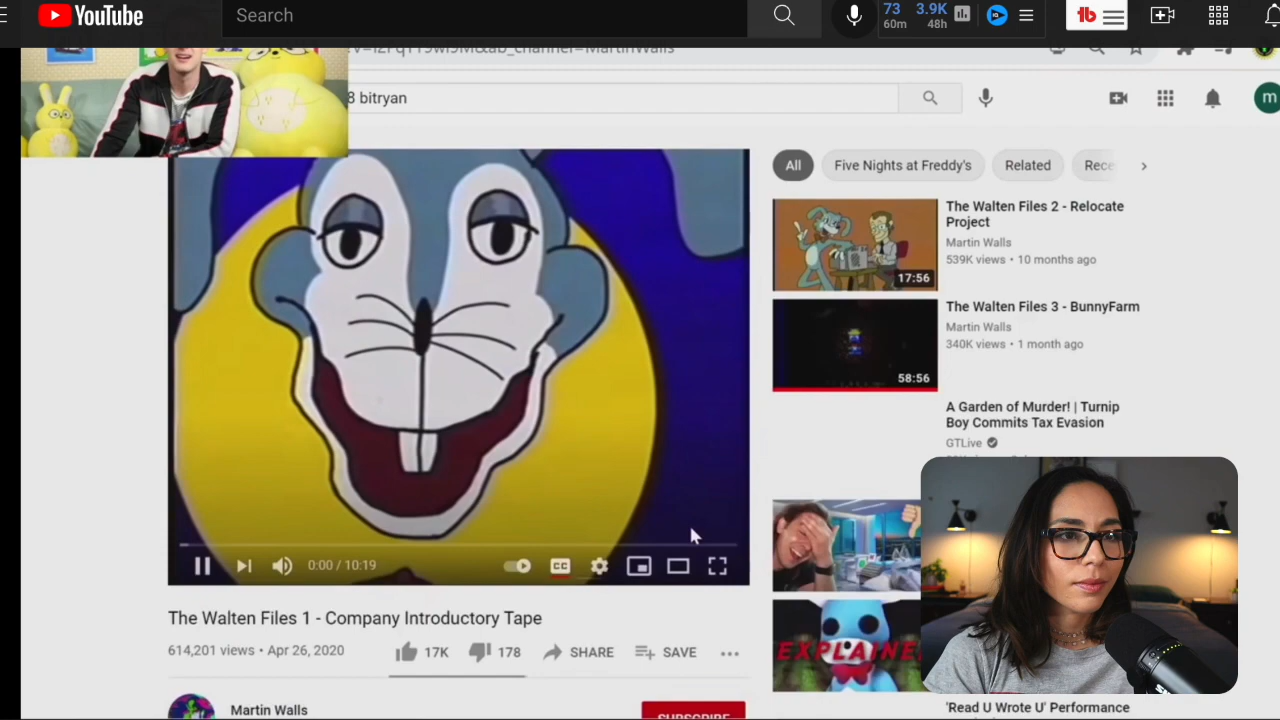 YouTube
Search
73
60m
3.9K
48h
3 bitryan
m
All
Five Nights at Freddy's
Related
Rece
The Walten Files 2 - Relocate
Project
Martin Walls
539K views • 10 months ago
17:56
The Walten Files 3 - BunnyFarm
Martin Walls
340K views • 1 month ago
58:56
A Garden of Murder! | Turnip
Boy Commits Tax Evasion
GTLive
EXPLAINE
'Read U Wrote U' Performance
0:00 / 10:19
CC
The Walten Files 1 - Company Introductory Tape
614,201 views • Apr 26, 2020
17K
178
SHARE
SAVE
Martin Walls
SUBSCRIBE